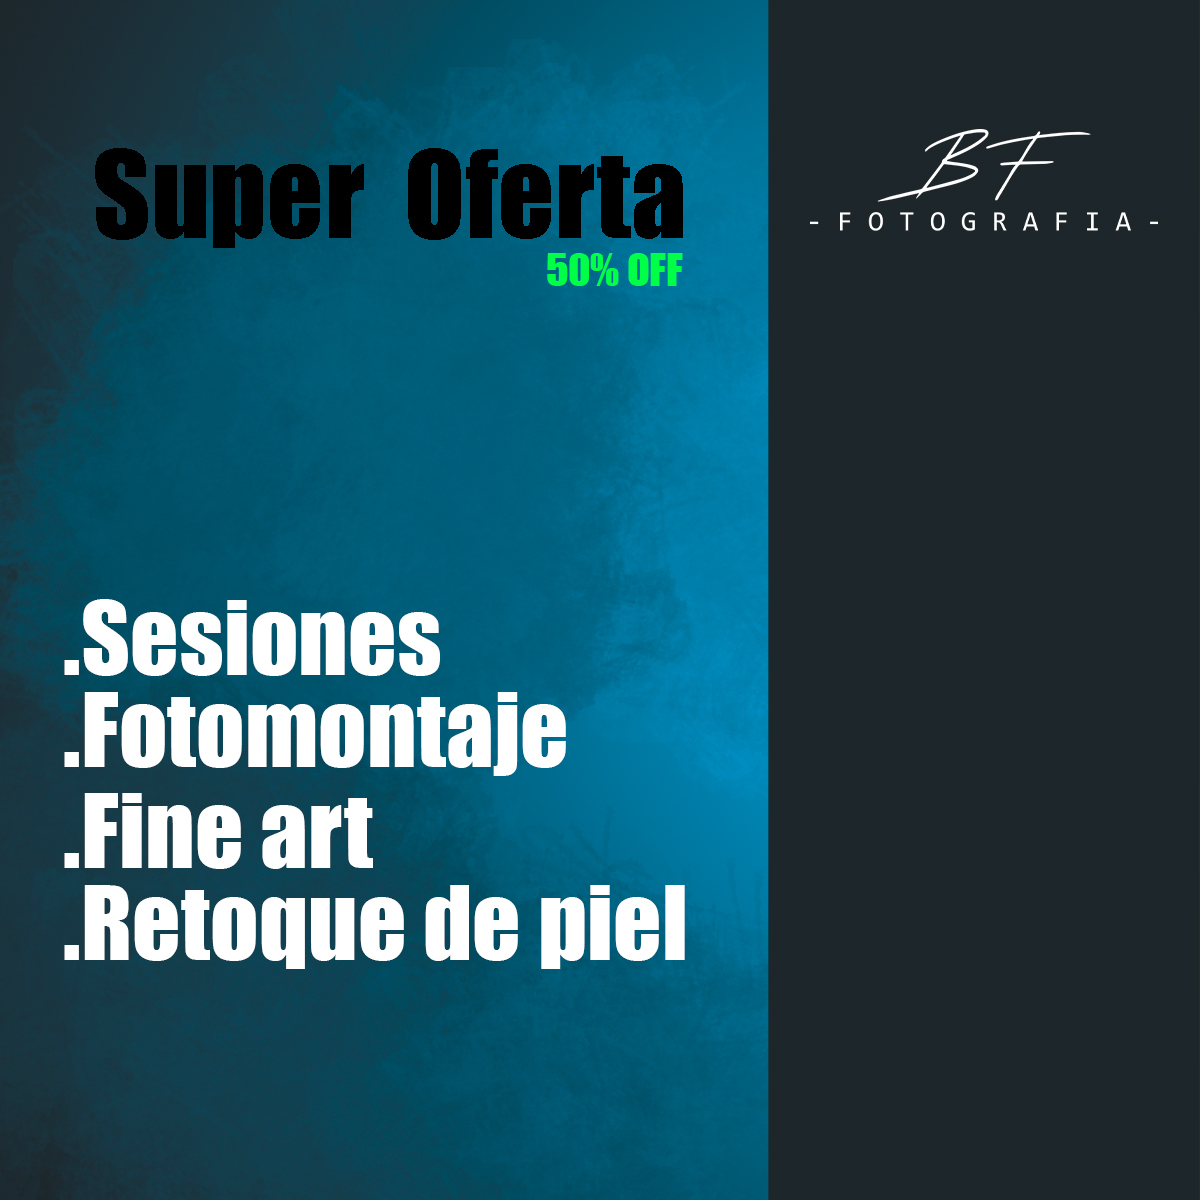 Super Oferta
50% OFF
BF
- FOTOGRAFIA -
.Sesiones
.Fotomontaje
.Fine art
.Retoque de piel